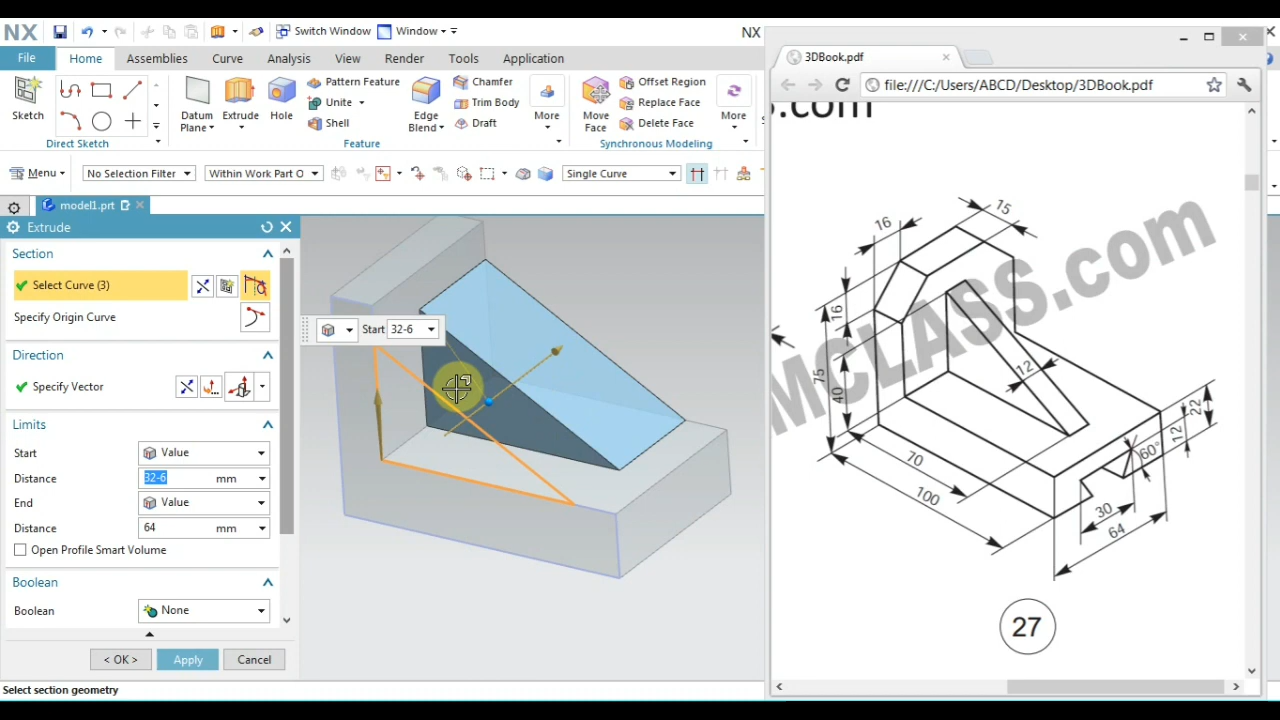 NX
Switch Window
Window
NX
File
Home
Assemblies
Curve
Analysis
View
Render
Tools
Application
Sketch
Direct Sketch
Datum
Plane
Extrude
Hole
Pattern Feature
Unite
Shell
Edge
Blend
Chamfer
Trim Body
Draft
More
Feature
Move
Face
Offset Region
Replace Face
Delete Face
More
Synchronous Modeling
Menu
No Selection Filter
Within Work Part O
Single Curve
model1.prt
Extrude
Section
Select Curve (3)
Specify Origin Curve
Direction
Specify Vector
Limits
Start
Value
Distance
32-6
mm
End
Value
Distance
64
mm
Open Profile Smart Volume
Boolean
Boolean
None
< OK >
Apply
Cancel
Select section geometry
Start
32-6
3DBook.pdf
file:///C:/Users/ABCD/Desktop/3DBook.pdf
s.com
MCLASS.com
16
15
16
75
40
12
70
100
22
12
60°
30
64
27